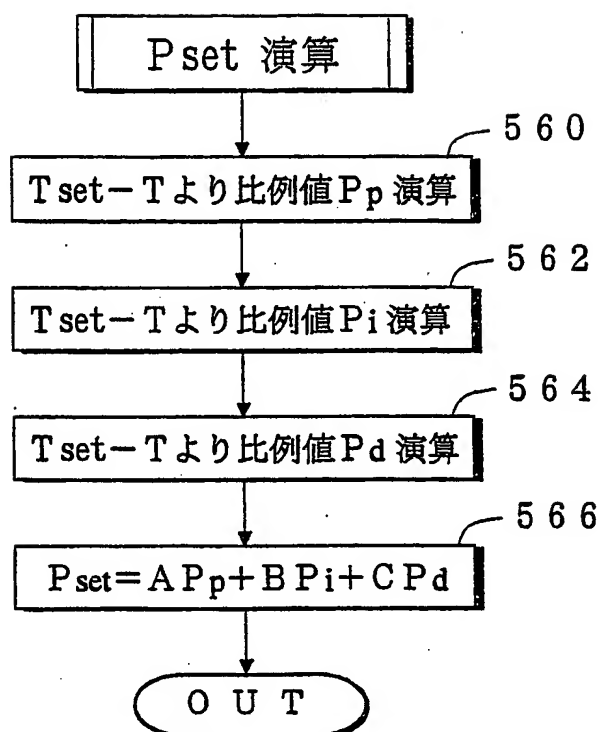 Pset 演算
560
Tset－Tより比例値Pp演算
562
Tset－Tより比例値Pi演算
564
Tset－Tより比例値Pd演算
566
Pset＝APp＋BPi＋CPd
OUT